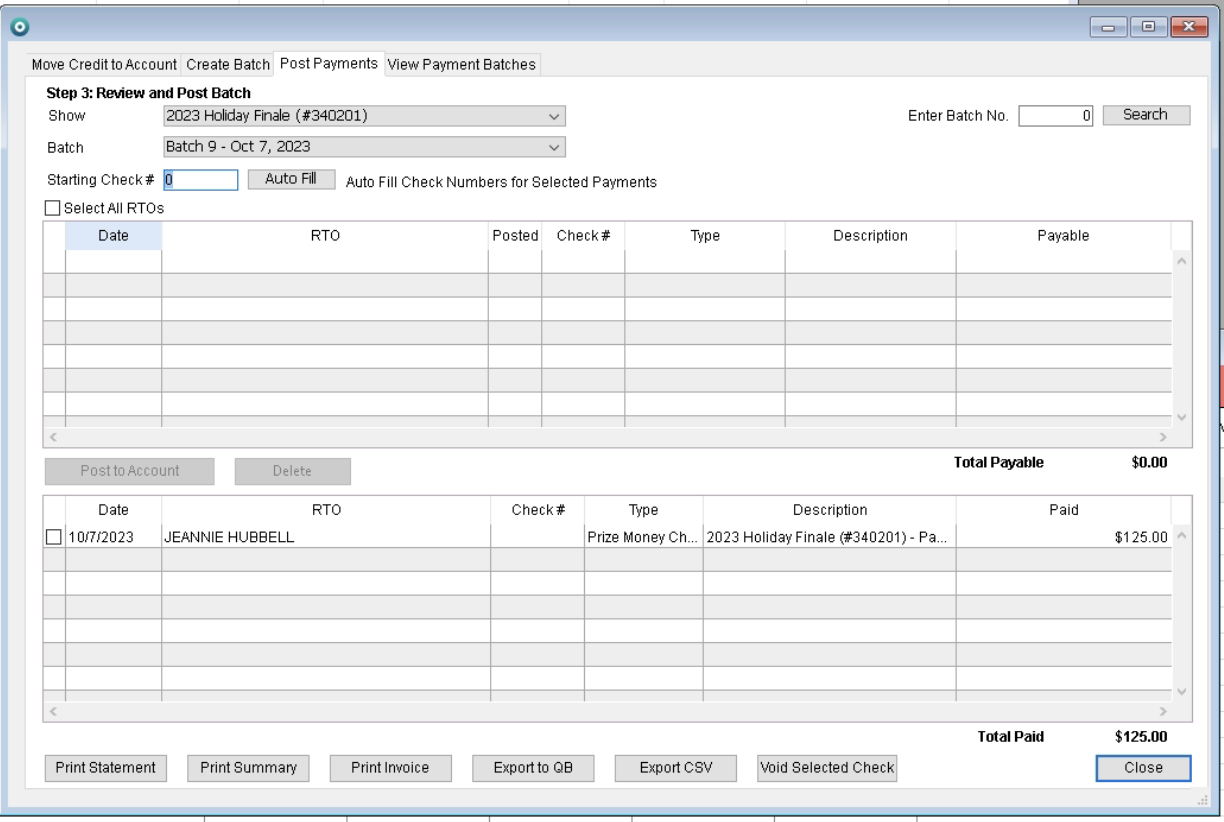 Move Credit to Account Create Batch Post Payments View Payment Batches
Step 3: Review and Post Batch
Show 2023 Holiday Finale (#340201) Enter Batch No. 0 Search
Batch Batch 9 - Oct 7, 2023
Starting Check # 0 Auto Fill Auto Fill Check Numbers for Selected Payments
Select All RTOs
Date RTO Posted Check # Type Description Payable
Post to Account Delete Total Payable $0.00
Date RTO Check # Type Description Paid
10/7/2023 JEANNIE HUBBELL Prize Money Ch... 2023 Holiday Finale (#340201) - Pa... $125.00
Total Paid $125.00
Print Statement Print Summary Print Invoice Export to QB Export CSV Void Selected Check Close